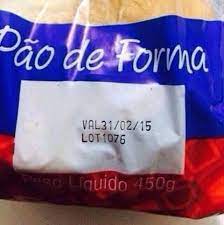 Pão de Forma
VAL31/02/15
LOT1076
Peso Líquido 450g